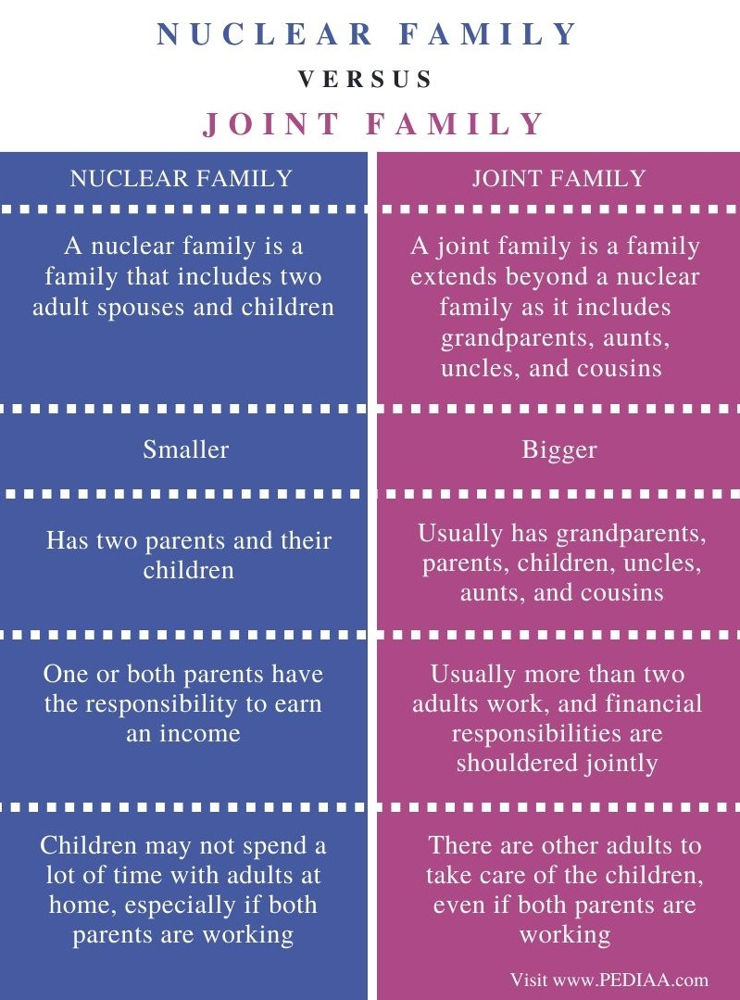 NUCLEAR FAMILY
VERSUS
JOINT FAMILY
NUCLEAR FAMILY
A nuclear family is a
family that includes two
adult spouses and children
Smaller
Has two parents and their
children
One or both parents have
the responsibility to earn
an income
Children may not spend a
lot of time with adults at
home, especially if both
parents are working
JOINT FAMILY
A joint family is a family
extends beyond a nuclear
family as it includes
grandparents, aunts,
uncles, and cousins
Bigger
Usually has grandparents,
parents, children, uncles,
aunts, and cousins
Usually more than two
adults work, and financial
responsibilities are
shouldered jointly
There are other adults to
take care of the children,
even if both parents are
working
Visit www.PEDIAA.com